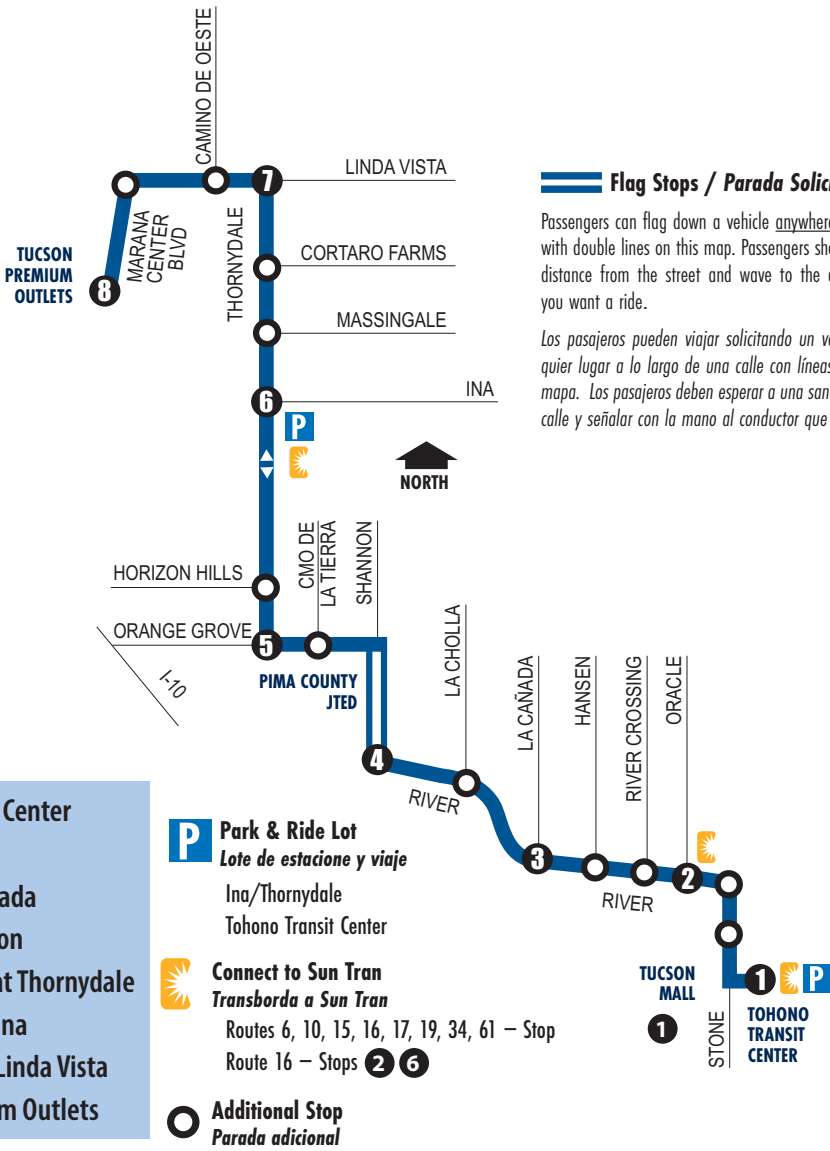 CAMINO DE OESTE
7
LINDA VISTA
MARANA
CENTER
BLVD
TUCSON
PREMIUM
OUTLETS
8
THORNYDALE
CORTARO FARMS
MASSINGALE
6
INA
P
NORTH
Flag Stops / Parada
Passengers can flag down a vehicle anywhere
with double lines on this map. Passengers
distance from the street and wave to the
you want a ride.
Los pasajeros pueden viajar solicitando un
quier lugar a lo largo de una calle con líneas
mapa. Los pasajeros deben esperar a una
calle y señalar con la mano al conductor que
HORIZON HILLS
CMO DE
LA TIERRA
SHANNON
ORANGE GROVE
5
I-10
PIMA COUNTY
JTED
4
LA CHOLLA
RIVER
LA CAÑADA
HANSEN
RIVER CROSSING
ORACLE
3
2
RIVER
TUCSON
MALL
1
1
P
STONE
TOHONO
TRANSIT
CENTER
Center
at Thornydale
Linda Vista
Outlets
P Park & Ride Lot
Lote de estacione y viaje
Ina/Thornydale
Tohono Transit Center
Connect to Sun Tran
Transborda a Sun Tran
Routes 6, 10, 15, 16, 17, 19, 34, 61 – Stop
Route 16 – Stops 2 6
Additional Stop
Parada adicional